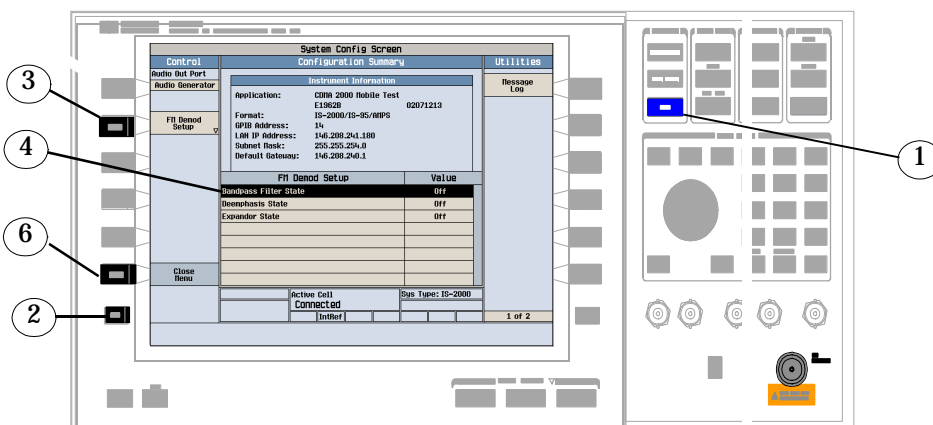 System Config Screen
Control
Configuration Summary
Utilities
Audio Out Port
Audio Generator
FM Demod
Setup
Close
Menu
Instrument Information
Application: CDMA 2000 Mobile Test
E1962B 02071213
Format: IS-2000/IS-95/AMPS
GPIB Address: 14
LAN IP Address: 146.208.241.180
Subnet Mask: 255.255.254.0
Default Gateway: 146.208.240.1
FM Demod Setup Value
Bandpass Filter State Off
Deemphasis State Off
Expandor State Off
Active Cell
Connected
Sys Type: IS-2000
IntRef
Message
Log
1 of 2
3
4
6
2
1